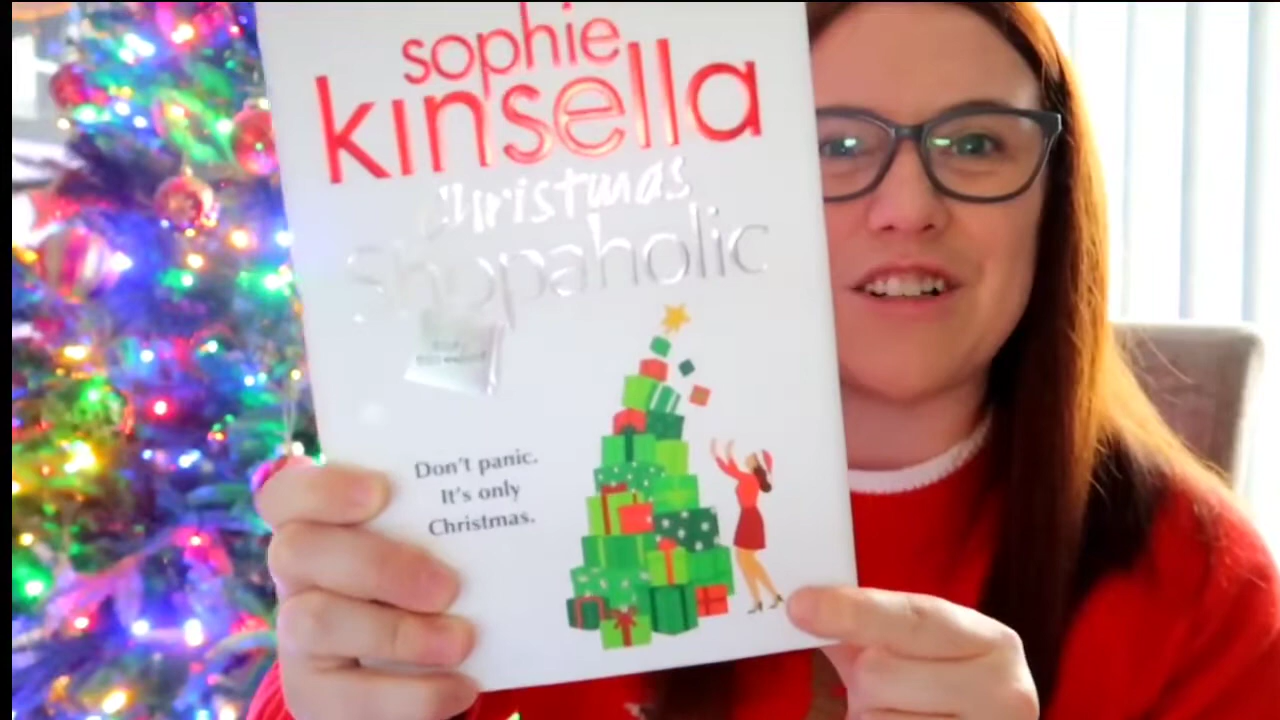 sophie
kinsella
Christmas
Shopaholic
Don't panic.
It's only
Christmas.